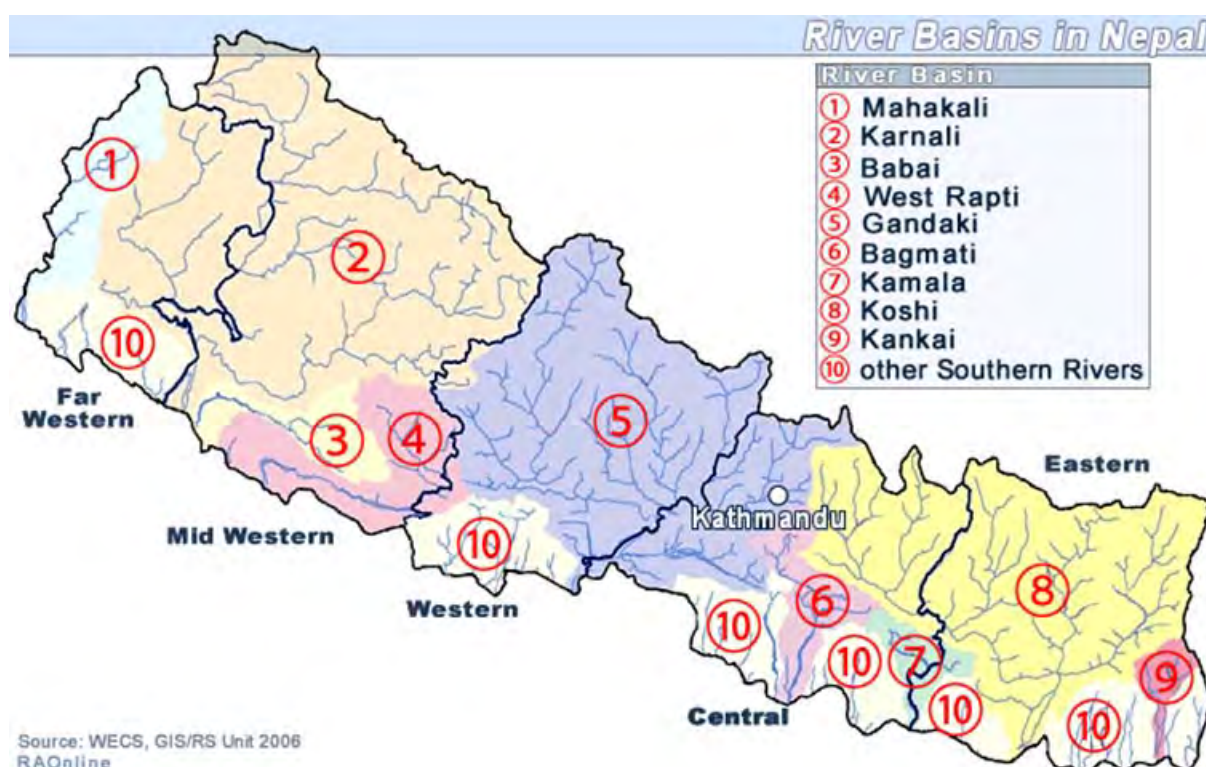 River Basins in Nepal
River Basin
1 Mahakali
2 Karnali
3 Babai
4 West Rapti
5 Gandaki
6 Bagmati
7 Kamala
8 Koshi
9 Kankai
10 other Southern Rivers
1
2
10
Far
Western
3
4
5
Eastern
Kathmandu
Mid Western
10
Western
8
6
10
10
7
9
10
10
Central
Source: WECS, GIS/RS Unit 2006
RAOnline